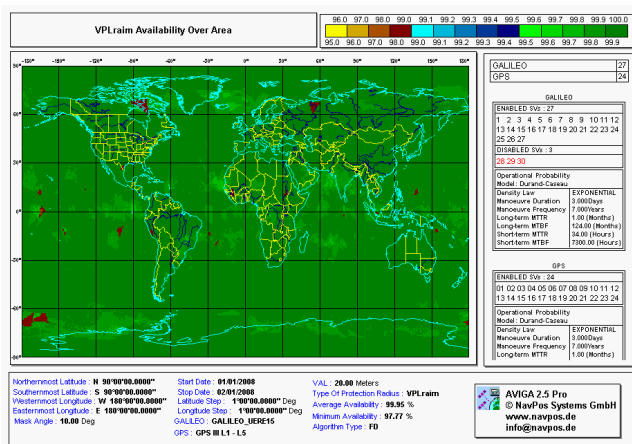 VPLraim Availability Over Area
96.0 97.0 98.0 99.0 99.1 99.2 99.3 99.4 99.5 99.6 99.7 99.8 99.9 100.0
95.0 96.0 97.0 98.0 99.0 99.1 99.2 99.3 99.4 99.5 99.6 99.7 99.8 99.9
GALILEO 27
GPS 24
GALILEO
ENABLED SVs : 27
1 2 3 4 5 6 7 8 9 10 11 12
13 14 15 16 17 18 19 20 21 22 23 24
25 26 27
DISABLED SVs : 3
28 29 30
Operational Probability
Model : Durand-Caseau
Density Law EXPONENTIAL
Manoeuvre Duration 3.000Days
Manoeuvre Frequency 7.000Years
Long-term MTTR 1.00 (Months)
Long-term MTBF 124.00 (Months)
Short-term MTTR 34.00 (Hours)
Short-term MTBF 7300.00 (Hours)
GPS
ENABLED SVs : 24
01 02 03 04 05 06 07 08 09 10 11 12
13 14 15 16 17 18 19 20 21 22 23 24
Operational Probability
Model : Durand-Caseau
Density Law EXPONENTIAL
Manoeuvre Duration 3.000Days
Manoeuvre Frequency 7.000Years
Long-term MTTR 1.00 (Months)
Northernmost Latitude : N 90°00'00.0000"
Southernmost Latitude : S 90°00'00.0000"
Westernmost Longitude : W 180°00'00.0000"
Easternmost Longitude : E 180°00'00.0000"
Mask Angle : 10.00 Deg
Start Date : 01/01/2008
Stop Date : 02/01/2008
Latitude Step : 1°00'00.0000" Deg
Longitude Step : 1°00'00.0000" Deg
GALILEO : GALILEO_UERE15
GPS : GPS III L1 - L5
VAL : 20.00 Meters
Type Of Protection Radius : VPLraim
Average Availability : 99.95 %
Minimum Availability : 97.77 %
Algorithm Type : FD
AVIGA 2.5 Pro
© NavPos Systems GmbH
www.navpos.de
info@navpos.de